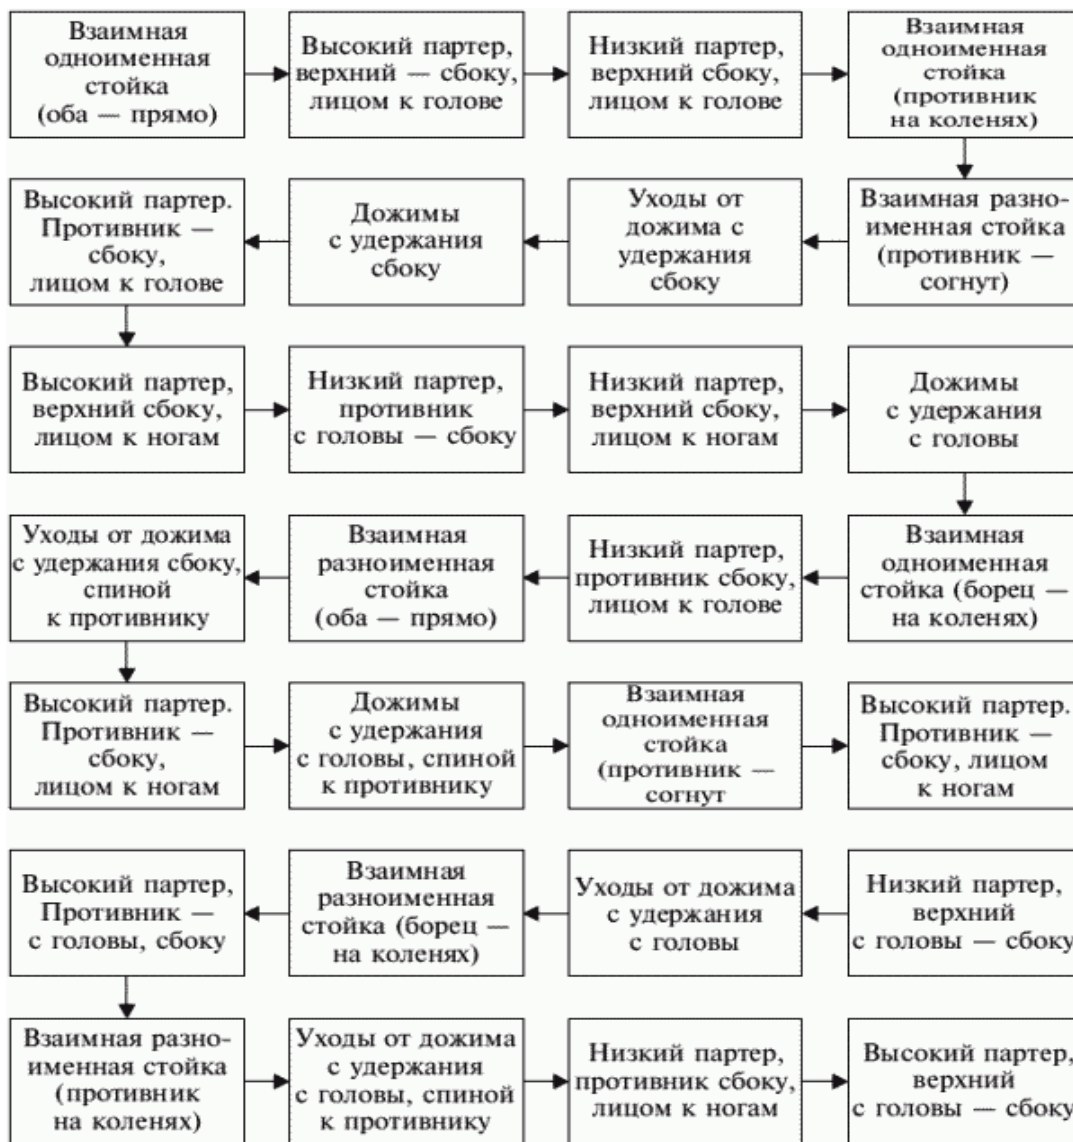 Взаимная
одноименная
стойка
(оба — прямо)
Высокий партер,
верхний — сбоку,
лицом к голове
Низкий партер,
верхний сбоку,
лицом к голове
Взаимная
одноименная
стойка
(противник
на коленях)
Взаимная разно-
именная стойка
(противник —
согнут)
Уходы от
дожима с
удержания
сбоку
Дожимы
с удержания
сбоку
Высокий партер.
Противник —
сбоку,
лицом к голове
Высокий партер,
верхний сбоку,
лицом к ногам
Низкий партер,
противник
с головы — сбоку
Низкий партер,
верхний сбоку,
лицом к ногам
Дожимы
с удержания
с головы
Взаимная
одноименная
стойка (борец —
на коленях)
Низкий партер,
противник сбоку,
лицом к голове
Взаимная
разноименная
стойка
(оба — прямо)
Уходы от дожима
с удержания сбоку,
спиной
к противнику
Высокий партер.
Противник —
сбоку,
лицом к ногам
Дожимы
с удержания
с головы, спиной
к противнику
Взаимная
одноименная
стойка
(противник —
согнут
Высокий партер.
Противник —
сбоку, лицом
к ногам
Низкий партер,
верхний
с головы — сбоку
Уходы от дожима
с удержания
с головы
Взаимная
разноименная
стойка (борец —
на коленях)
Высокий партер,
Противник —
с головы, сбоку
Взаимная разно-
именная стойка
(противник
на коленях)
Уходы от дожима
с удержания
с головы, спиной
к противнику
Низкий партер,
противник сбоку,
лицом к ногам
Высокий партер,
верхний
с головы — сбоку